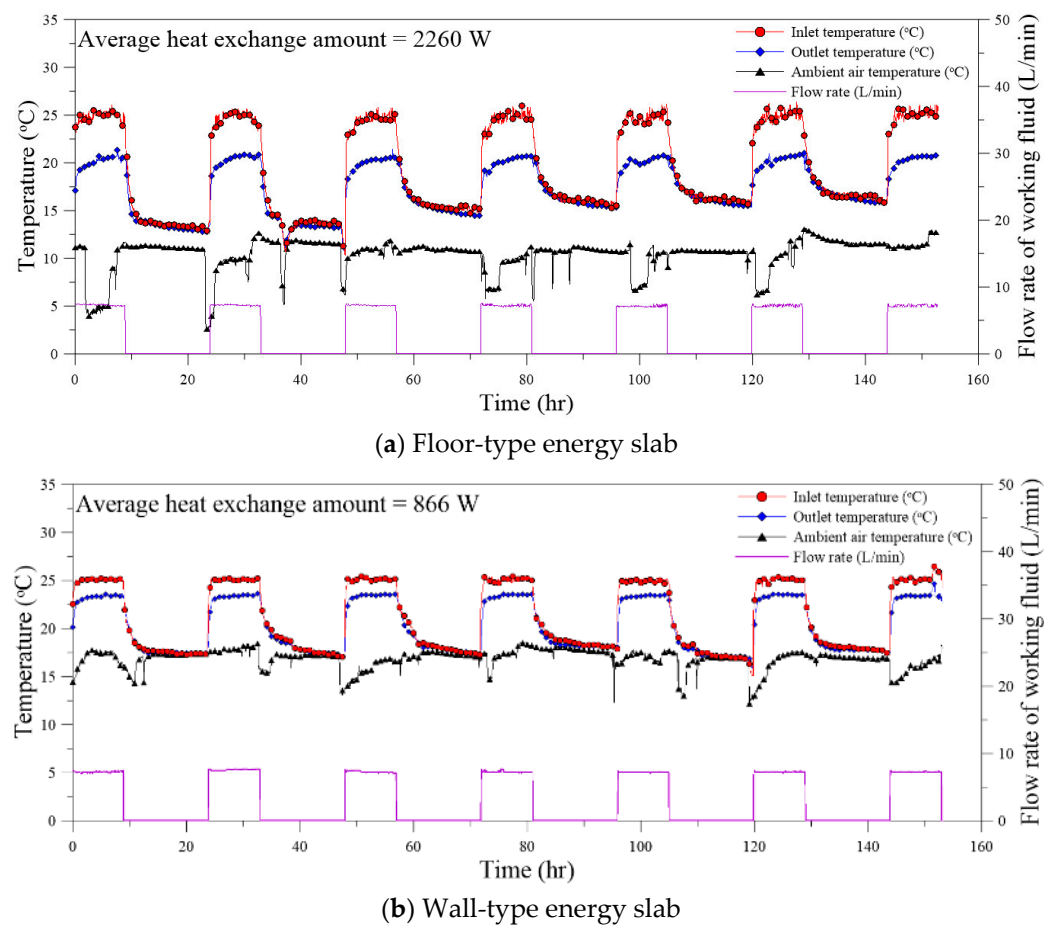 Average heat exchange amount = 2260 W
Inlet temperature (°C)
Outlet temperature (°C)
Ambient air temperature (°C)
Flow rate (L/min)
Temperature (°C)
35
30
25
20
15
10
5
0
Flow rate of working fluid (L/min)
50
40
30
20
10
0
0 20 40 60 80 100 120 140 160
Time (hr)
(a) Floor-type energy slab
Average heat exchange amount = 866 W
Inlet temperature (°C)
Outlet temperature (°C)
Ambient air temperature (°C)
Flow rate (L/min)
Temperature (°C)
35
30
25
20
15
10
5
0
Flow rate of working fluid (L/min)
50
40
30
20
10
0
0 20 40 60 80 100 120 140 160
Time (hr)
(b) Wall-type energy slab